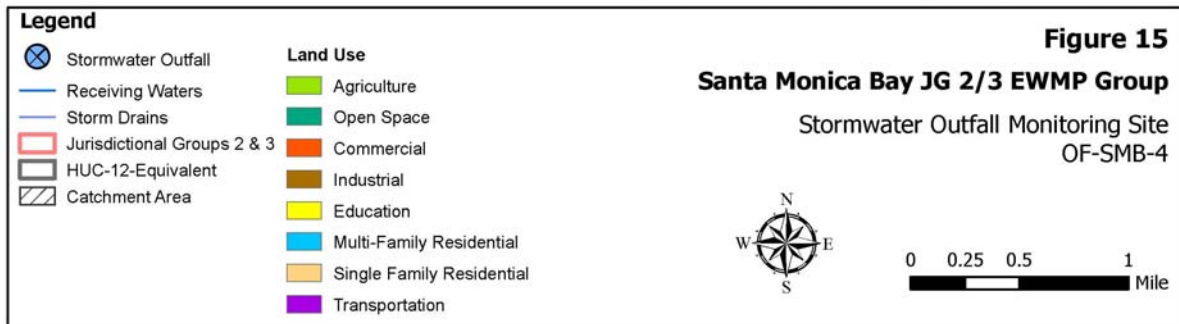 Legend
Stormwater Outfall
Receiving Waters
Storm Drains
Jurisdictional Groups 2 & 3
HUC-12-Equivalent
Catchment Area
Land Use
Agriculture
Open Space
Commercial
Industrial
Education
Multi-Family Residential
Single Family Residential
Transportation
Figure 15
Santa Monica Bay JG 2/3 EWMP Group
Stormwater Outfall Monitoring Site
OF-SMB-4
N
W E
S
0 0.25 0.5 1
Mile